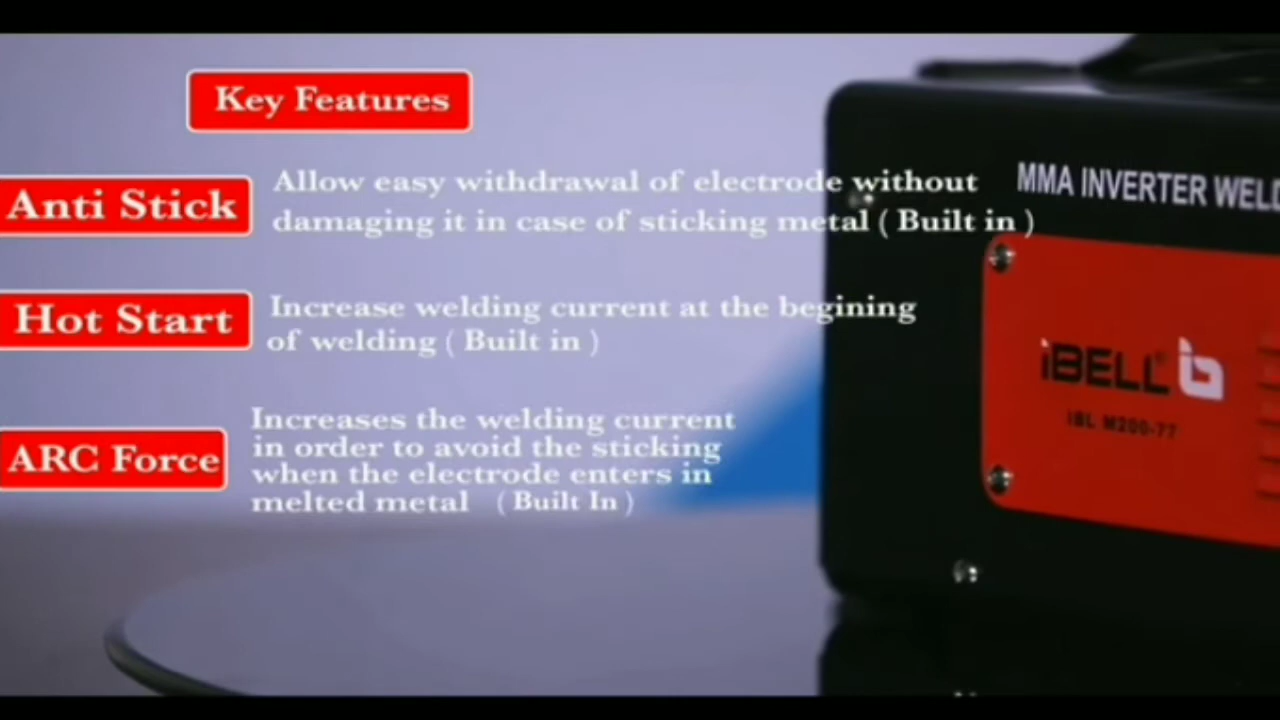 Key Features
Anti Stick
Allow easy withdrawal of electrode without
damaging it in case of sticking metal ( Built in )
Hot Start
Increase welding current at the begining
of welding ( Built in )
ARC Force
Increases the welding current
in order to avoid the sticking
when the electrode enters in
melted metal ( Built In )
MMA INVERTER WELD
iBELL
iBL M200-77